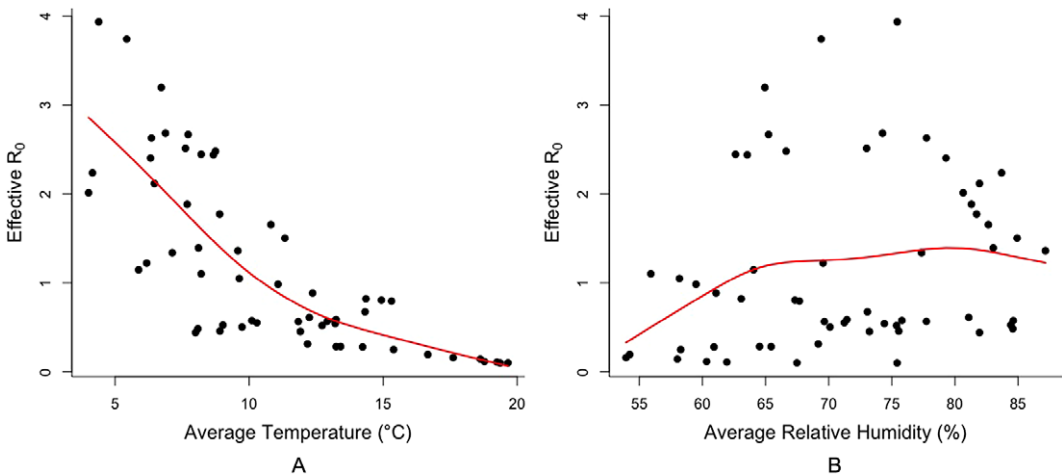 4
3
2
1
0
Effective R0
5 10 15 20
Average Temperature (°C)
A
4
3
2
1
0
Effective R0
55 60 65 70 75 80 85
Average Relative Humidity (%)
B